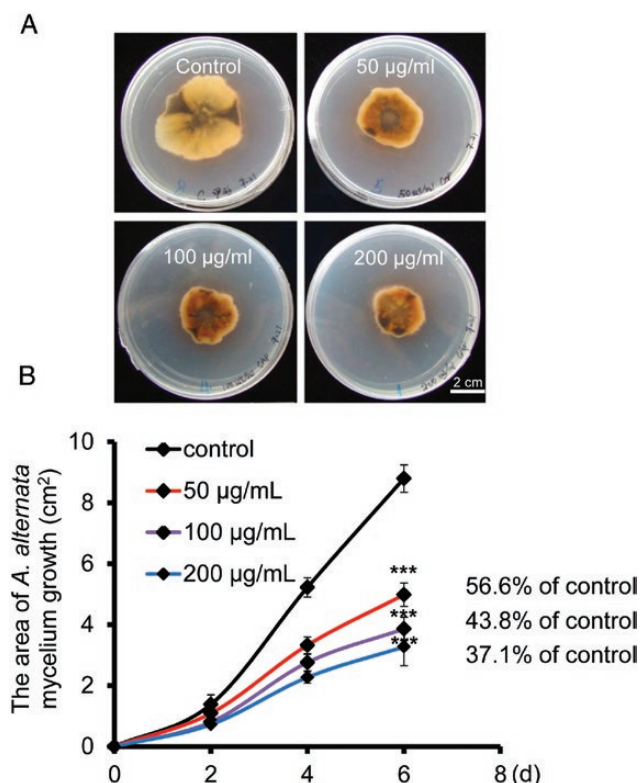 A
Control
50 µg/ml
100 µg/ml
200 µg/ml
2 cm
B
The area of A. alternata
mycelium growth (cm²)
10
8
6
4
2
0
control
50 µg/mL
100 µg/mL
200 µg/mL
***
***
***
56.6% of control
43.8% of control
37.1% of control
0 2 4 6 8 (d)